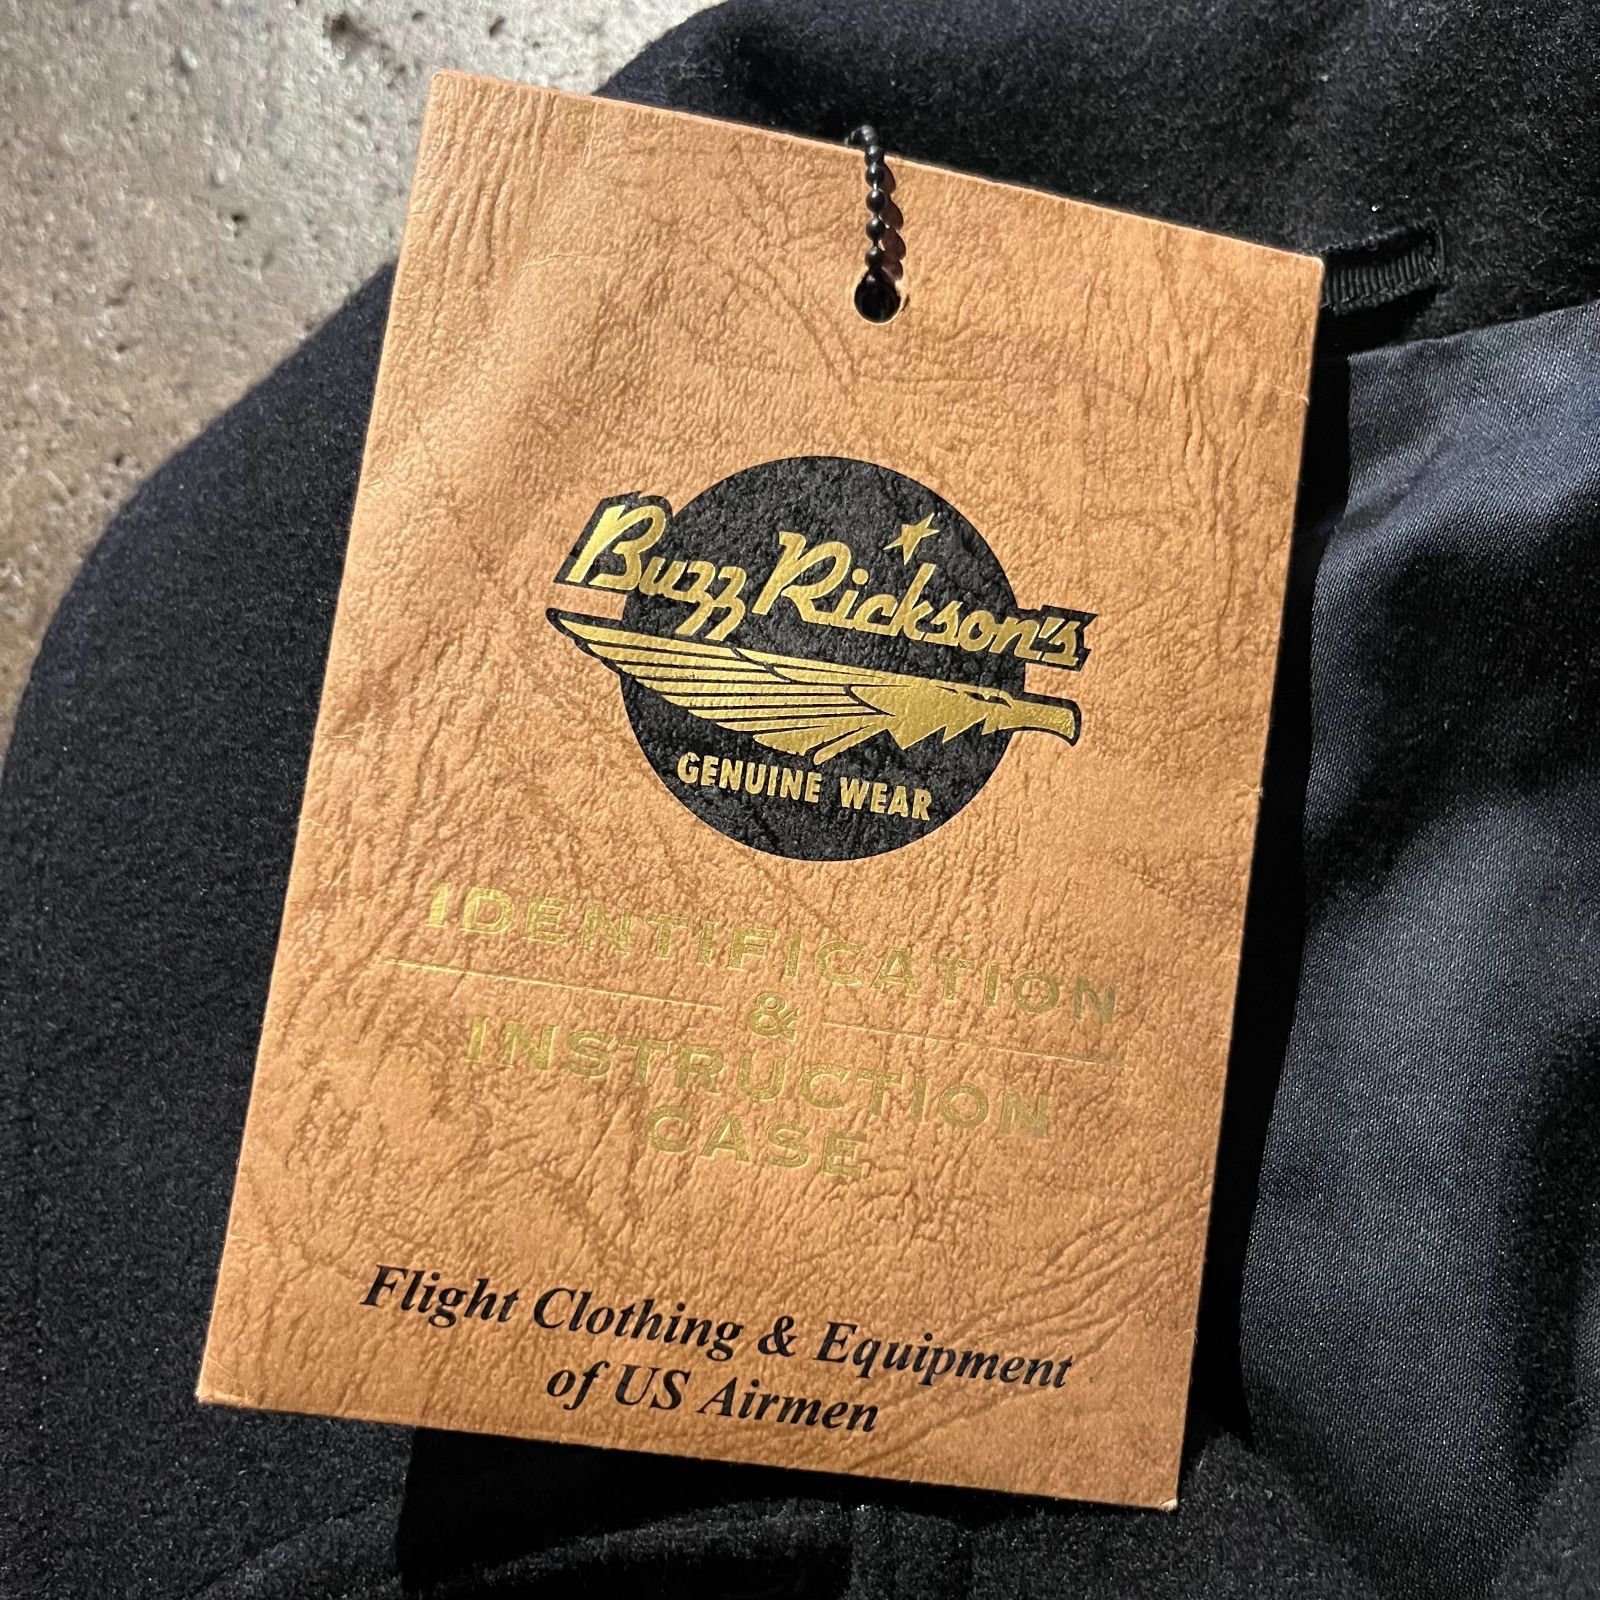 Buzz Rickson's
GENUINE WEAR
IDENTIFICATION
&
INSTRUCTION
CASE
Flight Clothing & Equipment
of US Airmen